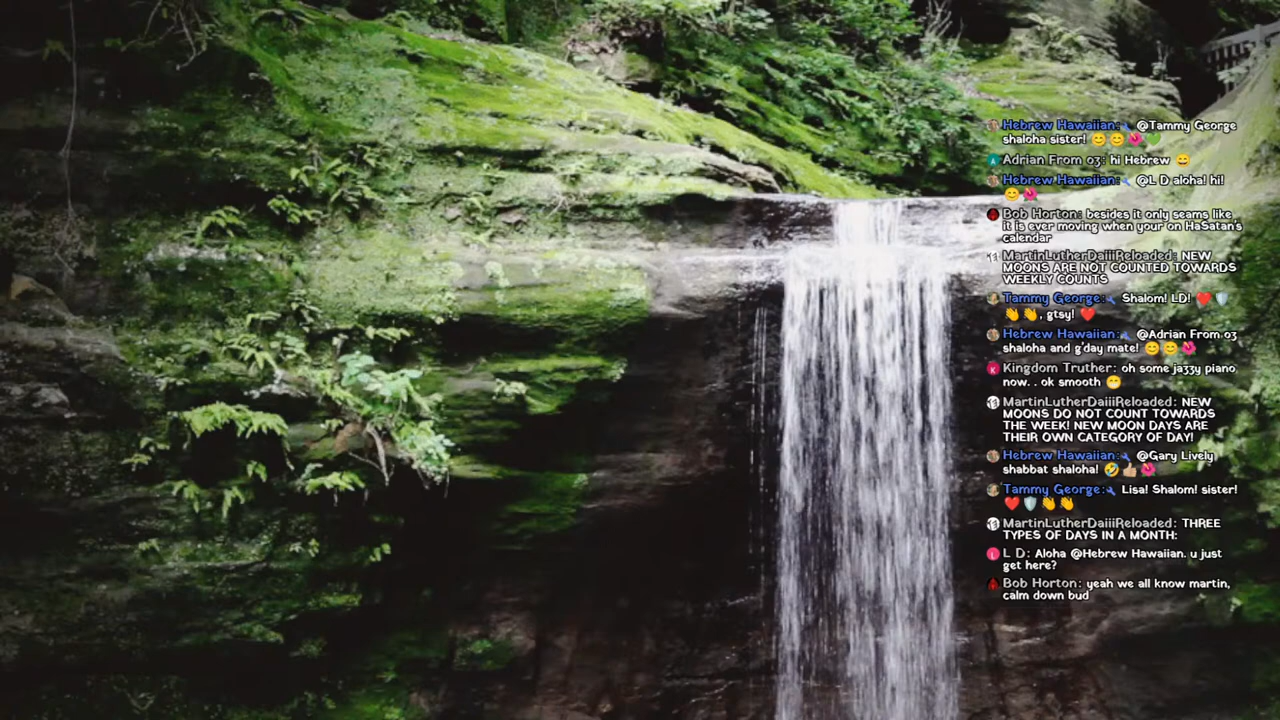 Hebrew Hawaiian: @Tammy George
shaloha sister! 😊😊🌺💚
Adrian From oz: hi Hebrew 😄
Hebrew Hawaiian: @L D aloha! hi!
😊🌺
Bob Horton: besides it only seams like
it is ever moving when your on HaSatan's
calendar
MartinLutherDaiiiReloaded: NEW
MOONS ARE NOT COUNTED TOWARDS
WEEKLY COUNTS
Tammy George: Shalom! LD! ❤️🛡️
👏👏, gtsy! ❤️
Hebrew Hawaiian: @Adrian From oz
shaloha and g'day mate! 😊😊🌺
Kingdom Truther: oh some jazzy piano
now. . ok smooth 😁
MartinLutherDaiiiReloaded: NEW
MOONS DO NOT COUNT TOWARDS
THE WEEK! NEW MOON DAYS ARE
THEIR OWN CATEGORY OF DAY!
Hebrew Hawaiian: @Gary Lively
shabbat shaloha! 🤣👍🏼🌺
Tammy George: Lisa! Shalom! sister!
❤️🛡️👏👏
MartinLutherDaiiiReloaded: THREE
TYPES OF DAYS IN A MONTH:
L D: Aloha @Hebrew Hawaiian. u just
get here?
Bob Horton: yeah we all know martin,
calm down bud